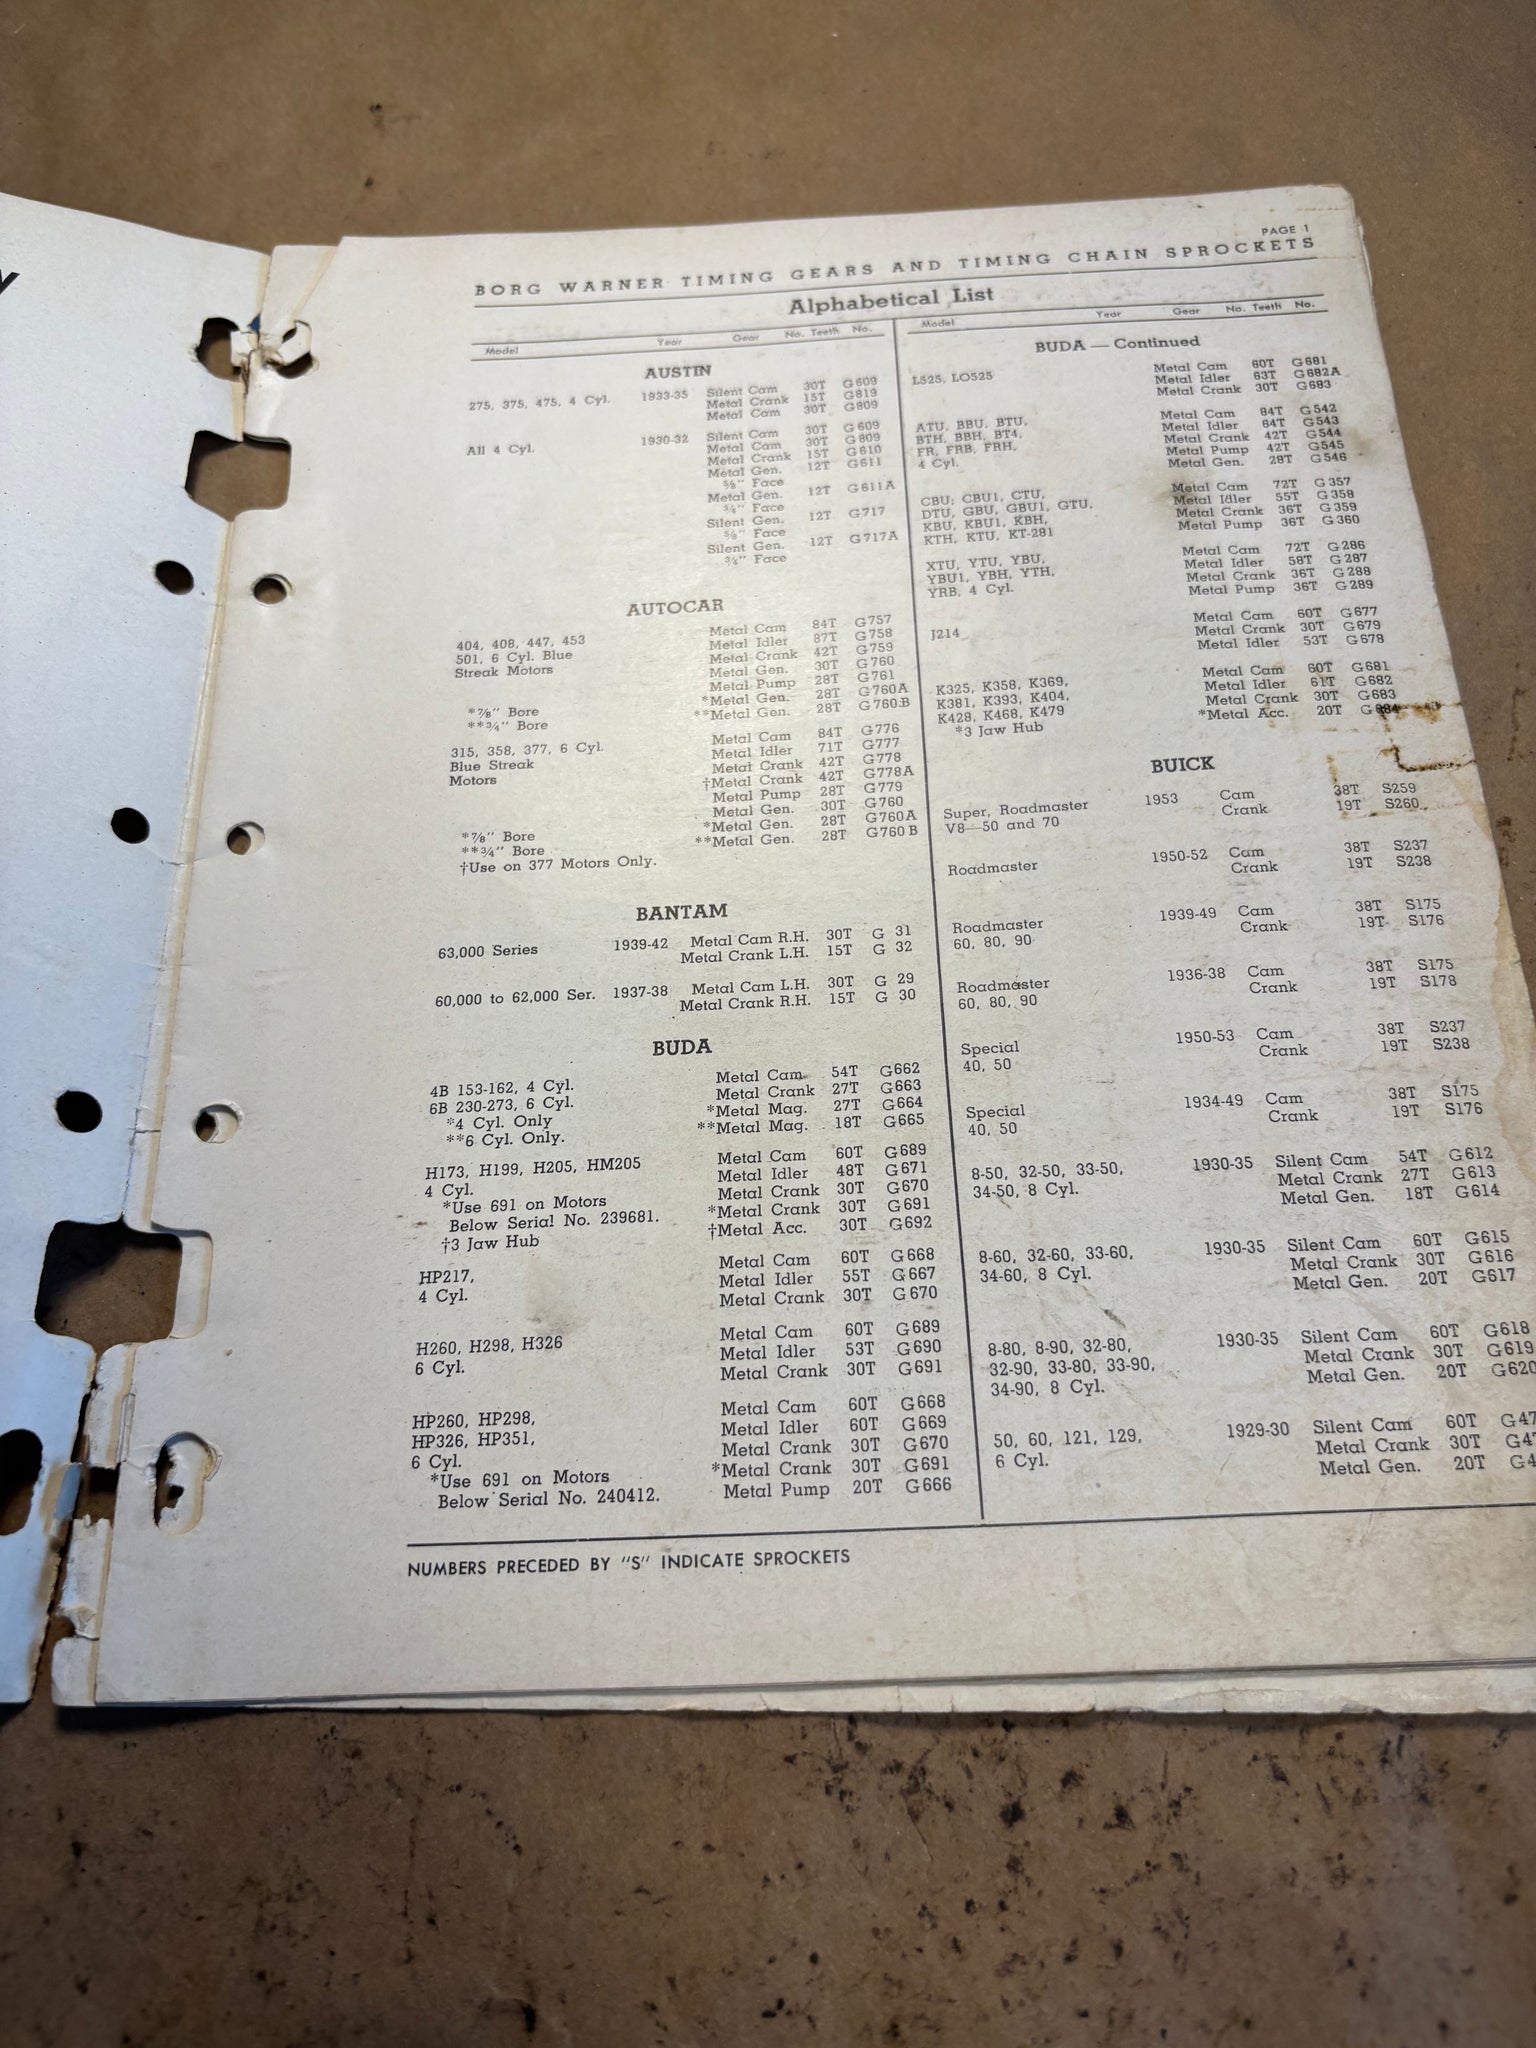 PAGE 1
BORG WARNER TIMING GEARS AND TIMING CHAIN SPROCKETS
Alphabetical List
Model Year Gear No. Teeth No.
AUSTIN
275, 375, 475, 4 Cyl. 1933-35 Silent Cam 30T G609
Metal Crank 15T G819
Metal Cam 30T G809
All 4 Cyl. 1930-32 Silent Cam 30T G609
Metal Cam 30T G809
Metal Crank 15T G610
Metal Gen. 12T G611
5/8" Face
Metal Gen. 12T G611A
3/4" Face
Silent Gen. 12T G717
5/8" Face
Silent Gen. 12T G717A
3/4" Face
AUTOCAR
404, 408, 447, 453 Metal Cam 84T G757
501, 6 Cyl. Blue Metal Idler 87T G758
Streak Motors Metal Crank 42T G759
Metal Gen. 30T G760
Metal Pump 28T G761
*7/8" Bore *Metal Gen. 28T G760A
**3/4" Bore **Metal Gen. 28T G760B
315, 358, 377, 6 Cyl. Metal Cam 84T G776
Blue Streak Metal Idler 71T G777
Motors Metal Crank 42T G778
†Metal Crank 42T G778A
Metal Pump 28T G779
Metal Gen. 30T G760
*7/8" Bore *Metal Gen. 28T G760A
**3/4" Bore **Metal Gen. 28T G760B
†Use on 377 Motors Only.
BANTAM
63,000 Series 1939-42 Metal Cam R.H. 30T G 31
Metal Crank L.H. 15T G 32
60,000 to 62,000 Ser. 1937-38 Metal Cam L.H. 30T G 29
Metal Crank R.H. 15T G 30
BUDA
4B 153-162, 4 Cyl. Metal Cam 54T G662
6B 230-273, 6 Cyl. Metal Crank 27T G663
*4 Cyl. Only *Metal Mag. 27T G664
**6 Cyl. Only. **Metal Mag. 18T G665
H173, H199, H205, HM205 Metal Cam 60T G689
4 Cyl. Metal Idler 48T G671
*Use 691 on Motors Metal Crank 30T G670
Below Serial No. 239681. *Metal Crank 30T G691
†3 Jaw Hub †Metal Acc. 30T G692
HP217, Metal Cam 60T G668
4 Cyl. Metal Idler 55T G667
Metal Crank 30T G670
H260, H298, H326 Metal Cam 60T G689
6 Cyl. Metal Idler 53T G690
Metal Crank 30T G691
HP260, HP298, Metal Cam 60T G668
HP326, HP351, Metal Idler 60T G669
6 Cyl. Metal Crank 30T G670
*Use 691 on Motors *Metal Crank 30T G691
Below Serial No. 240412. Metal Pump 20T G666
Model Year Gear No. Teeth No.
BUDA — Continued
L525, LO525 Metal Cam 60T G681
Metal Idler 63T G682A
Metal Crank 30T G683
ATU, BBU, BTU, Metal Cam 84T G542
BTH, BBH, BT4, Metal Idler 64T G543
FR, FRB, FRH, Metal Crank 42T G544
4 Cyl. Metal Pump 42T G545
Metal Gen. 28T G546
CBU; CBU1, CTU, Metal Cam 72T G357
DTU, GBU, GBU1, GTU, Metal Idler 55T G358
KBU, KBU1, KBH, Metal Crank 36T G359
KTH, KTU, KT-281 Metal Pump 36T G360
XTU, YTU, YBU, Metal Cam 72T G286
YBU1, YBH, YTH, Metal Idler 58T G287
YRB, 4 Cyl. Metal Crank 36T G288
Metal Pump 36T G289
J214 Metal Cam 60T G677
Metal Crank 30T G679
Metal Idler 53T G678
K325, K358, K369, Metal Cam 60T G681
K381, K393, K404, Metal Idler 61T G682
K428, K468, K479 Metal Crank 30T G683
*3 Jaw Hub *Metal Acc. 20T G684
BUICK
Super, Roadmaster 1953 Cam 38T S259
V8—50 and 70 Crank 19T S260
Roadmaster 1950-52 Cam 38T S237
Crank 19T S238
Roadmaster 1939-49 Cam 38T S175
60, 80, 90 Crank 19T S176
Roadmaster 1936-38 Cam 38T S175
60, 80, 90 Crank 19T S178
Special 1950-53 Cam 38T S237
40, 50 Crank 19T S238
Special 1934-49 Cam 38T S175
40, 50 Crank 19T S176
8-50, 32-50, 33-50, 1930-35 Silent Cam 54T G612
34-50, 8 Cyl. Metal Crank 27T G613
Metal Gen. 18T G614
8-60, 32-60, 33-60, 1930-35 Silent Cam 60T G615
34-60, 8 Cyl. Metal Crank 30T G616
Metal Gen. 20T G617
8-80, 8-90, 32-80, 1930-35 Silent Cam 60T G618
32-90, 33-80, 33-90, Metal Crank 30T G619
34-90, 8 Cyl. Metal Gen. 20T G620
50, 60, 121, 129, 1929-30 Silent Cam 60T
6 Cyl. Metal Crank 30T
Metal Gen. 20T
NUMBERS PRECEDED BY "S" INDICATE SPROCKETS